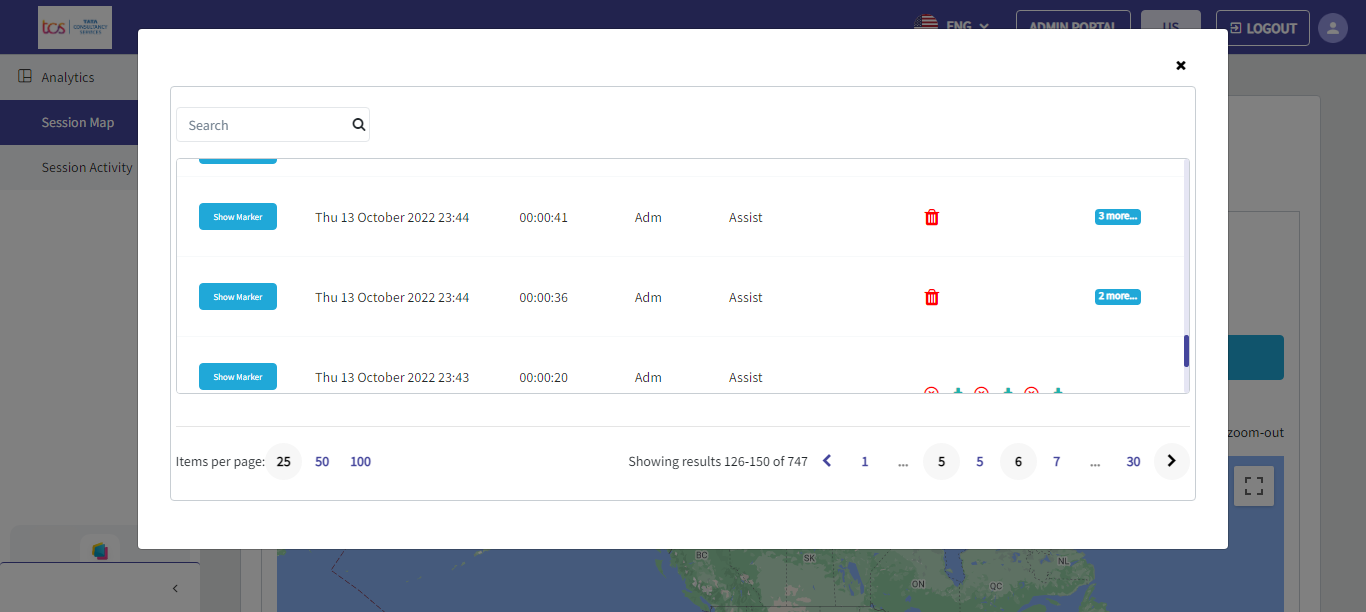 tcs TATA CONSULTANCY SERVICES
ENG
ADMIN PORTAL
US
LOGOUT
Analytics
Session Map
Session Activity
Search
Show Marker Thu 13 October 2022 23:44 00:00:41 Adm Assist 3 more...
Show Marker Thu 13 October 2022 23:44 00:00:36 Adm Assist 2 more...
Show Marker Thu 13 October 2022 23:43 00:00:20 Adm Assist
zoom-out
Items per page: 25 50 100 Showing results 126-150 of 747 1 ... 5 5 6 7 ... 30
BC SK NL
ON QC